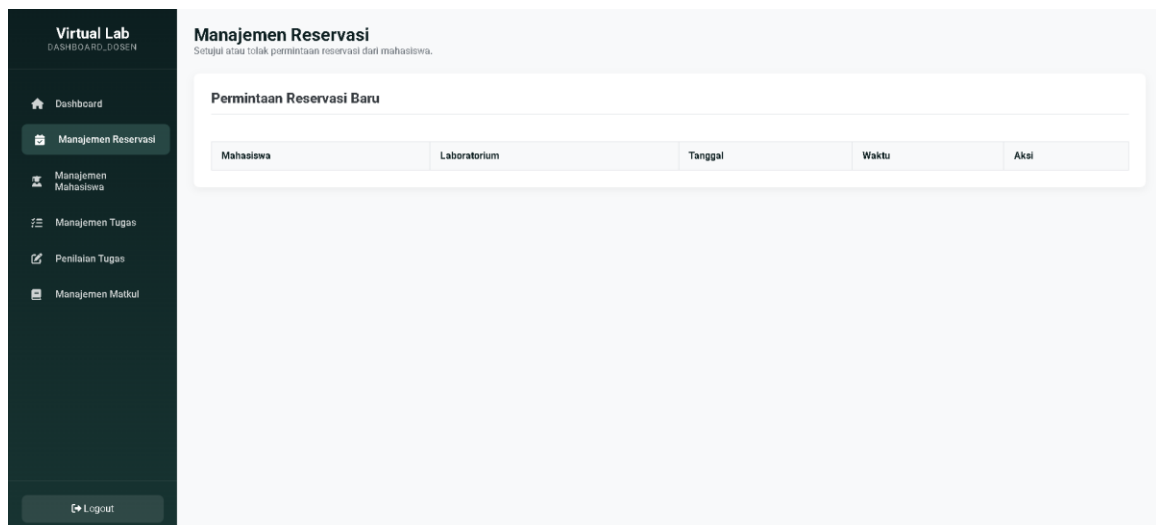 Virtual Lab
DASHBOARD_DOSEN
Dashboard
Manajemen Reservasi
Manajemen
Mahasiswa
Manajemen Tugas
Penilaian Tugas
Manajemen Matkul
Logout
Manajemen Reservasi
Setujui atau tolak permintaan reservasi dari mahasiswa.
Permintaan Reservasi Baru
Mahasiswa Laboratorium Tanggal Waktu Aksi